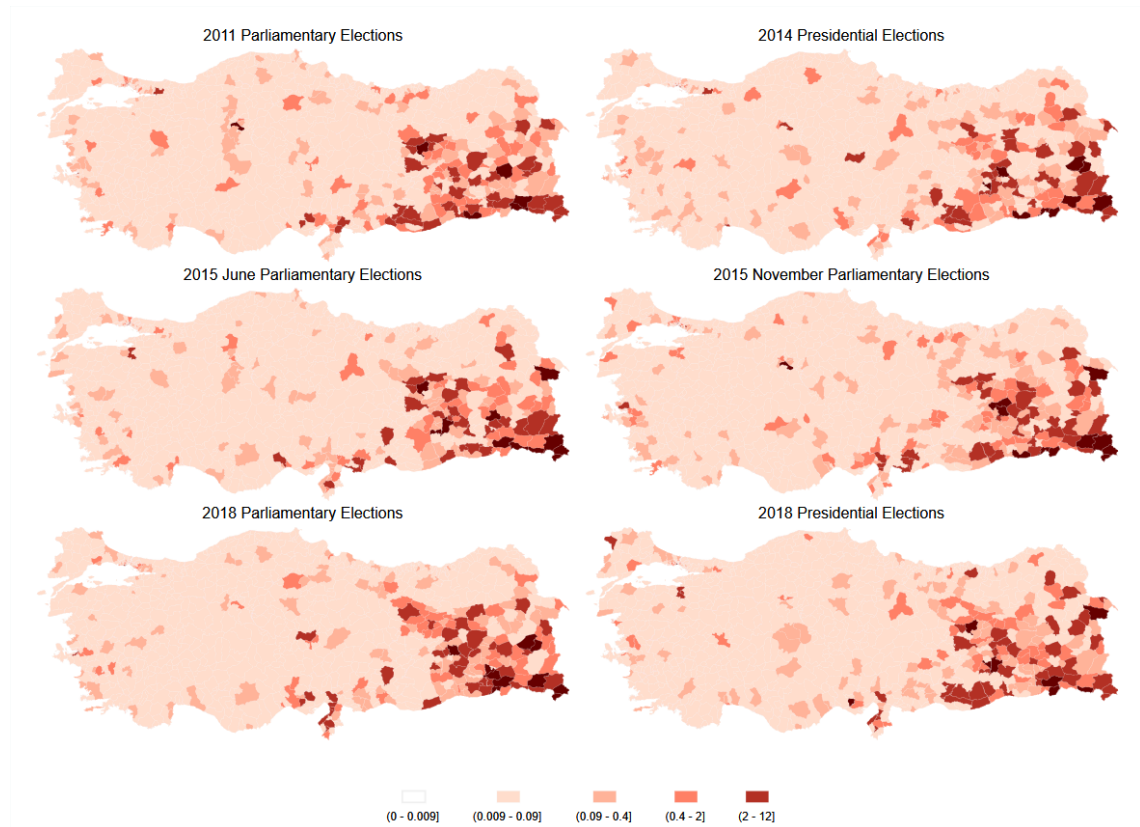 2011 Parliamentary Elections
2014 Presidential Elections
2015 June Parliamentary Elections
2015 November Parliamentary Elections
2018 Parliamentary Elections
2018 Presidential Elections
(0 - 0.009]
(0.009 - 0.09]
(0.09 - 0.4]
(0.4 - 2]
(2 - 12]